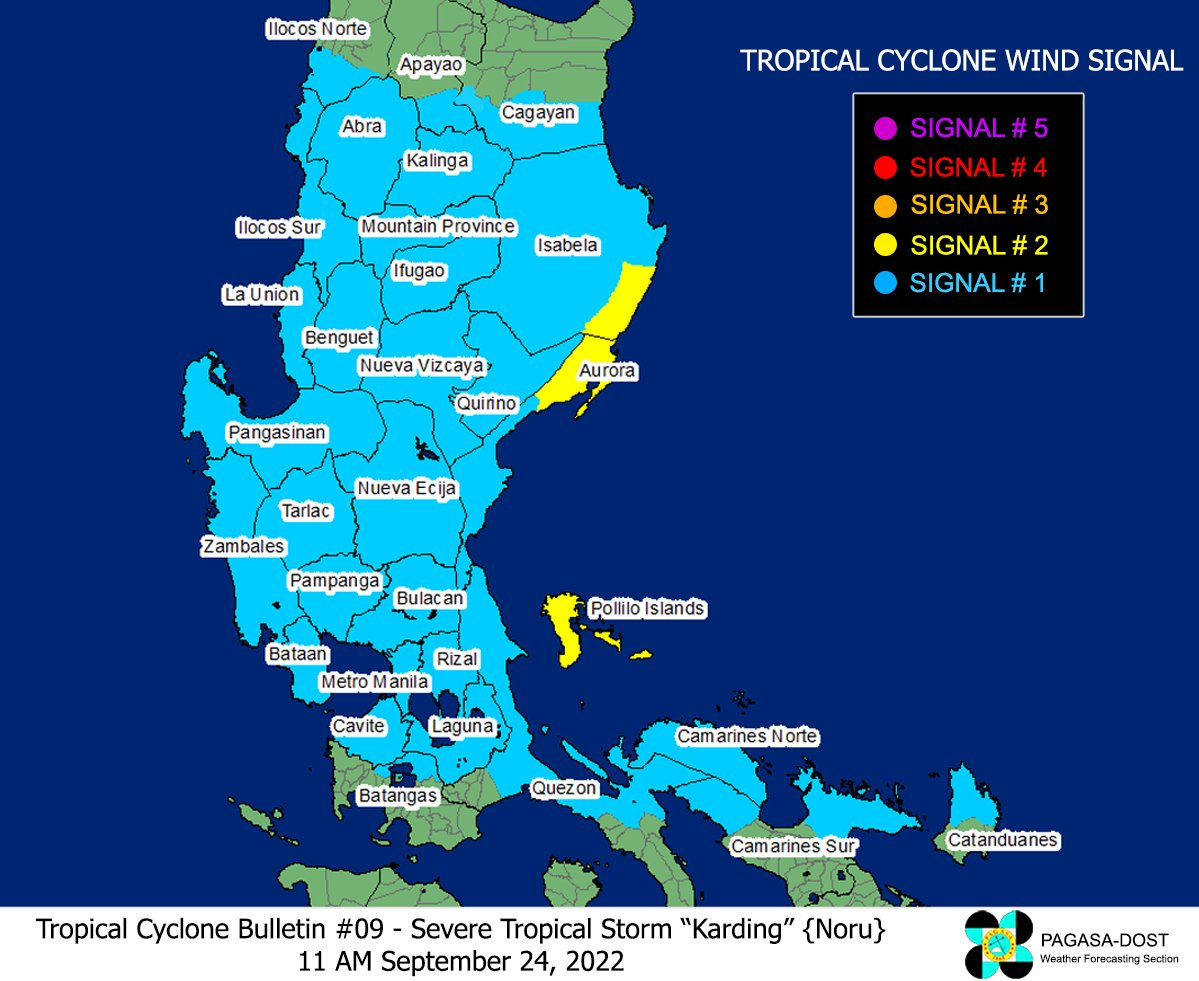 Ilocos Norte
Apayao
TROPICAL CYCLONE WIND SIGNAL
Cagayan
Abra
SIGNAL # 5
Kalinga
SIGNAL # 4
SIGNAL # 3
Ilocos Sur
Mountain Province
Isabela
SIGNAL # 2
Ifugao
SIGNAL # 1
La Union
Benguet
Nueva Vizcaya
Aurora
Quirino
Pangasinan
Nueva Ecija
Tarlac
Zambales
Pampanga
Bulacan
Pollilo Islands
Bataan
Rizal
Metro Manila
Cavite
Laguna
Camarines Norte
Quezon
Batangas
Camarines Sur
Catanduanes
Tropical Cyclone Bulletin #09 - Severe Tropical Storm “Karding” {Noru}
11 AM September 24, 2022
PAGASA-DOST
Weather Forecasting Section